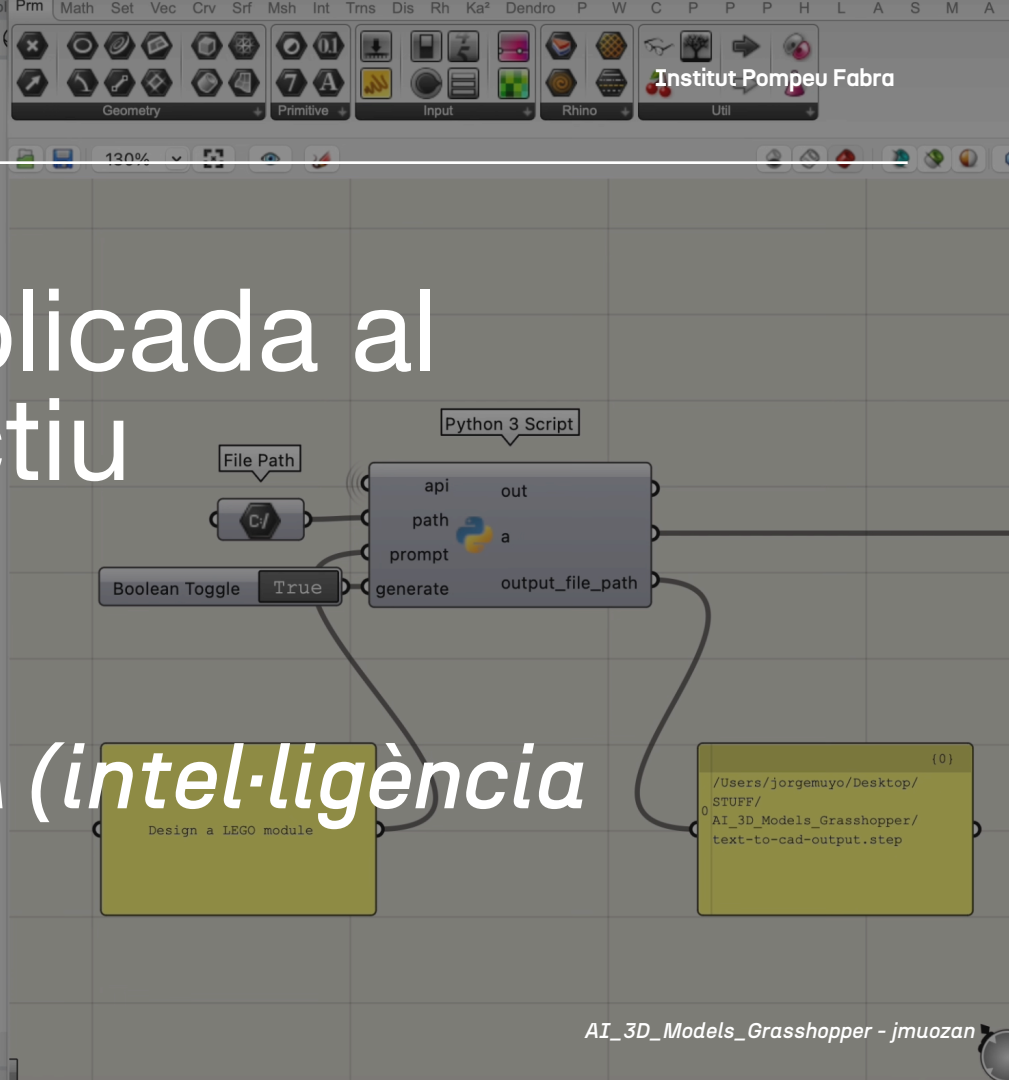 Prm Math Set Vec Crv Srf Msh Int Trns Dis Rh Ka² Dendro P W C P P P H L A S M A
Geometry Primitive Input Rhino Util
Institut Pompeu Fabra
130%
plicada al
ctiu
Python 3 Script
File Path
api
out
C:/
path
a
prompt
Boolean Toggle True
generate
output_file_path
(intel·ligència
{0}
0
/Users/jorgemuyo/Desktop/
STUFF/
AI_3D_Models_Grasshopper/
text-to-cad-output.step
Design a LEGO module
AI_3D_Models_Grasshopper - jmuozan